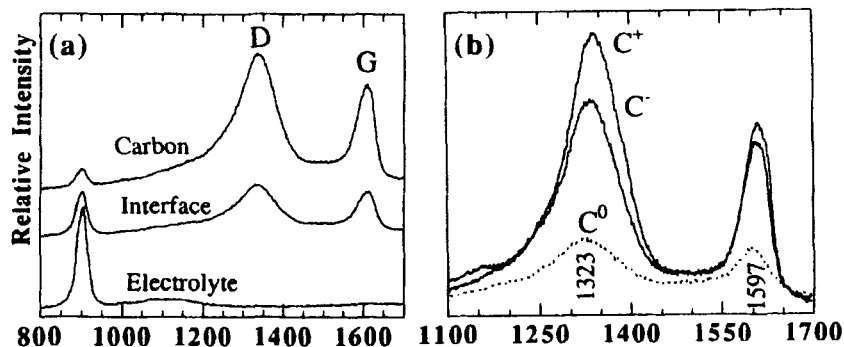 Relative Intensity
(a)
D
G
Carbon
Interface
Electrolyte
800 1000 1200 1400 1600
(b)
C+
C-
C0
1323
1597
1100 1250 1400 1550 1700